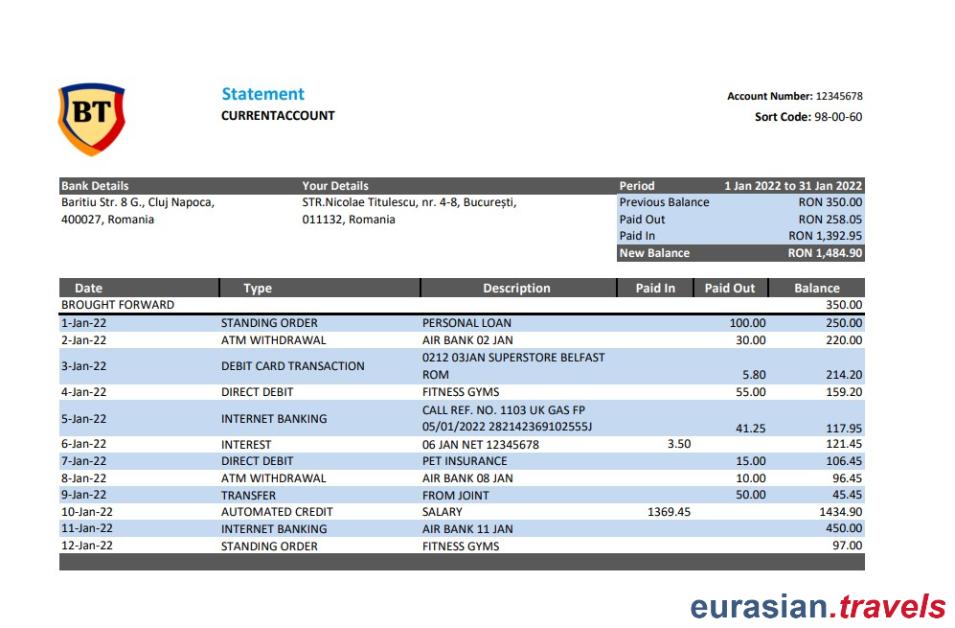 BT
Statement
CURRENTACCOUNT
Account Number: 12345678
Sort Code: 98-00-60
Bank Details Your Details Period 1 Jan 2022 to 31 Jan 2022
Baritiu Str. 8 G., Cluj Napoca, STR.Nicolae Titulescu, nr. 4-8, București, Previous Balance RON 350.00
400027, Romania 011132, Romania Paid Out RON 258.05
Paid In RON 1,392.95
New Balance RON 1,484.90
Date Type Description Paid In Paid Out Balance
BROUGHT FORWARD 350.00
1-Jan-22 STANDING ORDER PERSONAL LOAN 100.00 250.00
2-Jan-22 ATM WITHDRAWAL AIR BANK 02 JAN 30.00 220.00
3-Jan-22 DEBIT CARD TRANSACTION 0212 03JAN SUPERSTORE BELFAST
ROM 5.80 214.20
4-Jan-22 DIRECT DEBIT FITNESS GYMS 55.00 159.20
5-Jan-22 INTERNET BANKING CALL REF. NO. 1103 UK GAS FP
05/01/2022 282142369102555J 41.25 117.95
6-Jan-22 INTEREST 06 JAN NET 12345678 3.50 121.45
7-Jan-22 DIRECT DEBIT PET INSURANCE 15.00 106.45
8-Jan-22 ATM WITHDRAWAL AIR BANK 08 JAN 10.00 96.45
9-Jan-22 TRANSFER FROM JOINT 50.00 45.45
10-Jan-22 AUTOMATED CREDIT SALARY 1369.45 1434.90
11-Jan-22 INTERNET BANKING AIR BANK 11 JAN 450.00
12-Jan-22 STANDING ORDER FITNESS GYMS 97.00
eurasian.travels